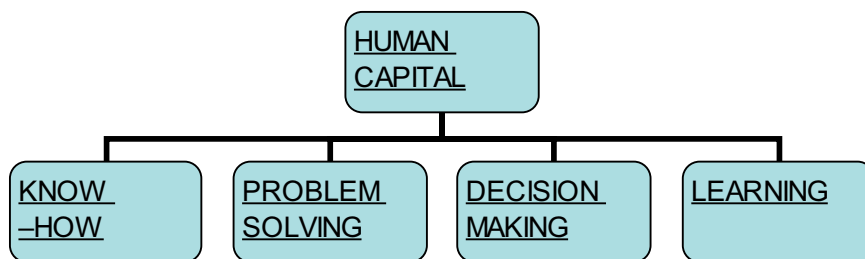 HUMAN
CAPITAL
KNOW
–HOW
PROBLEM
SOLVING
DECISION
MAKING
LEARNING